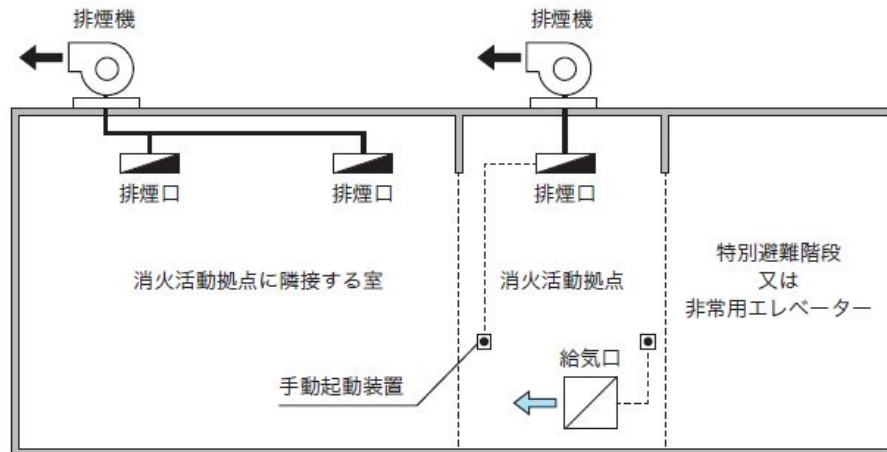 排煙機
排煙機
排煙口
排煙口
排煙口
消火活動拠点に隣接する室
消火活動拠点
特別避難階段
又は
非常用エレベーター
給気口
手動起動装置